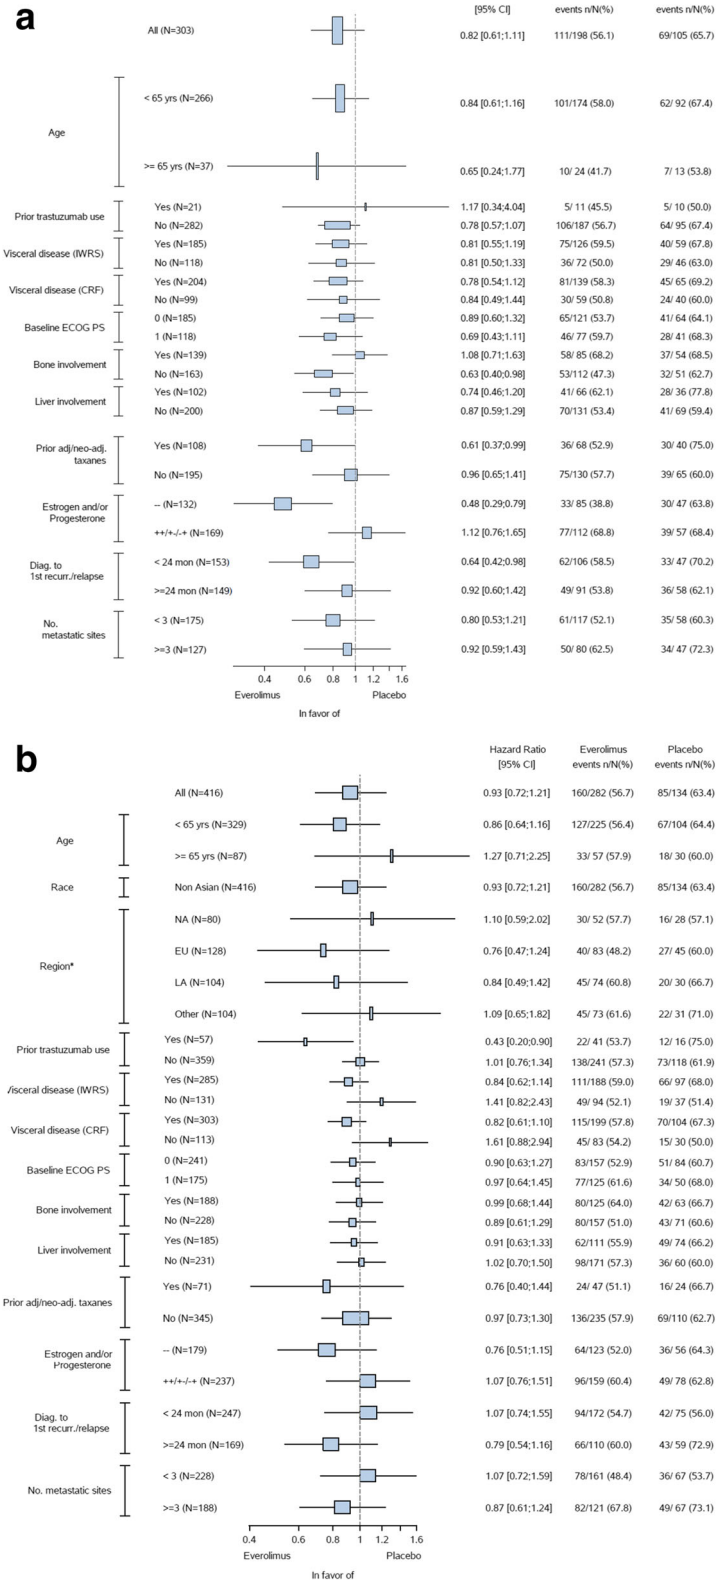 a
[95% CI] events n/N(%) events n/N(%)
All (N=303) 0.82 [0.61;1.11] 111/198 (56.1) 69/105 (65.7)
Age
< 65 yrs (N=266) 0.84 [0.61;1.16] 101/174 (58.0) 62/ 92 (67.4)
>= 65 yrs (N=37) 0.65 [0.24;1.77] 10/ 24 (41.7) 7/ 13 (53.8)
Prior trastuzumab use
Yes (N=21) 1.17 [0.34;4.04] 5/ 11 (45.5) 5/ 10 (50.0)
No (N=282) 0.78 [0.57;1.07] 106/187 (56.7) 64/ 95 (67.4)
Visceral disease (IWRS)
Yes (N=185) 0.81 [0.55;1.19] 75/126 (59.5) 40/ 59 (67.8)
No (N=118) 0.81 [0.50;1.33] 36/ 72 (50.0) 29/ 46 (63.0)
Visceral disease (CRF)
Yes (N=204) 0.78 [0.54;1.12] 81/139 (58.3) 45/ 65 (69.2)
No (N=99) 0.84 [0.49;1.44] 30/ 59 (50.8) 24/ 40 (60.0)
Baseline ECOG PS
0 (N=185) 0.89 [0.60;1.32] 65/121 (53.7) 41/ 64 (64.1)
1 (N=118) 0.69 [0.43;1.11] 46/ 77 (59.7) 28/ 41 (68.3)
Bone involvement
Yes (N=139) 1.08 [0.71;1.63] 58/ 85 (68.2) 37/ 54 (68.5)
No (N=163) 0.63 [0.40;0.98] 53/112 (47.3) 32/ 51 (62.7)
Liver involvement
Yes (N=102) 0.74 [0.46;1.20] 41/ 66 (62.1) 28/ 36 (77.8)
No (N=200) 0.87 [0.59;1.29] 70/131 (53.4) 41/ 69 (59.4)
Prior adj/neo-adj.
taxanes
Yes (N=108) 0.61 [0.37;0.99] 36/ 68 (52.9) 30/ 40 (75.0)
No (N=195) 0.96 [0.65;1.41] 75/130 (57.7) 39/ 65 (60.0)
Estrogen and/or
Progesterone
-- (N=132) 0.48 [0.29;0.79] 33/ 85 (38.8) 30/ 47 (63.8)
++/+-/-+ (N=169) 1.12 [0.76;1.65] 77/112 (68.8) 39/ 57 (68.4)
Diag. to
1st recurr./relapse
< 24 mon (N=153) 0.64 [0.42;0.98] 62/106 (58.5) 33/ 47 (70.2)
>=24 mon (N=149) 0.92 [0.60;1.42] 49/ 91 (53.8) 36/ 58 (62.1)
No.
metastatic sites
< 3 (N=175) 0.80 [0.53;1.21] 61/117 (52.1) 35/ 58 (60.3)
>=3 (N=127) 0.92 [0.59;1.43] 50/ 80 (62.5) 34/ 47 (72.3)
0.4 0.6 0.8 1 1.2 1.6
Everolimus Placebo
In favor of
b
Hazard Ratio Everolimus Placebo
[95% CI] events n/N(%) events n/N(%)
All (N=416) 0.93 [0.72;1.21] 160/282 (56.7) 85/134 (63.4)
Age
< 65 yrs (N=329) 0.86 [0.64;1.16] 127/225 (56.4) 67/104 (64.4)
>= 65 yrs (N=87) 1.27 [0.71;2.25] 33/ 57 (57.9) 18/ 30 (60.0)
Race Non Asian (N=416) 0.93 [0.72;1.21] 160/282 (56.7) 85/134 (63.4)
Region*
NA (N=80) 1.10 [0.59;2.02] 30/ 52 (57.7) 16/ 28 (57.1)
EU (N=128) 0.76 [0.47;1.24] 40/ 83 (48.2) 27/ 45 (60.0)
LA (N=104) 0.84 [0.49;1.42] 45/ 74 (60.8) 20/ 30 (66.7)
Other (N=104) 1.09 [0.65;1.82] 45/ 73 (61.6) 22/ 31 (71.0)
Prior trastuzumab use
Yes (N=57) 0.43 [0.20;0.90] 22/ 41 (53.7) 12/ 16 (75.0)
No (N=359) 1.01 [0.76;1.34] 138/241 (57.3) 73/118 (61.9)
Visceral disease (IWRS)
Yes (N=285) 0.84 [0.62;1.14] 111/188 (59.0) 66/ 97 (68.0)
No (N=131) 1.41 [0.82;2.43] 49/ 94 (52.1) 19/ 37 (51.4)
Visceral disease (CRF)
Yes (N=303) 0.82 [0.61;1.10] 115/199 (57.8) 70/104 (67.3)
No (N=113) 1.61 [0.88;2.94] 45/ 83 (54.2) 15/ 30 (50.0)
Baseline ECOG PS
0 (N=241) 0.90 [0.63;1.27] 83/157 (52.9) 51/ 84 (60.7)
1 (N=175) 0.97 [0.64;1.45] 77/125 (61.6) 34/ 50 (68.0)
Bone involvement
Yes (N=188) 0.99 [0.68;1.44] 80/125 (64.0) 42/ 63 (66.7)
No (N=228) 0.89 [0.61;1.29] 80/157 (51.0) 43/ 71 (60.6)
Liver involvement
Yes (N=185) 0.91 [0.63;1.33] 62/111 (55.9) 49/ 74 (66.2)
No (N=231) 1.02 [0.70;1.50] 98/171 (57.3) 36/ 60 (60.0)
Prior adj/neo-adj. taxanes
Yes (N=71) 0.76 [0.40;1.44] 24/ 47 (51.1) 16/ 24 (66.7)
No (N=345) 0.97 [0.73;1.30] 136/235 (57.9) 69/110 (62.7)
Estrogen and/or
Progesterone
-- (N=179) 0.76 [0.51;1.15] 64/123 (52.0) 36/ 56 (64.3)
++/+-/-+ (N=237) 1.07 [0.76;1.51] 96/159 (60.4) 49/ 78 (62.8)
Diag. to
1st recurr./relapse
< 24 mon (N=247) 1.07 [0.74;1.55] 94/172 (54.7) 42/ 75 (56.0)
>=24 mon (N=169) 0.79 [0.54;1.16] 66/110 (60.0) 43/ 59 (72.9)
No. metastatic sites
< 3 (N=228) 1.07 [0.72;1.59] 78/161 (48.4) 36/ 67 (53.7)
>=3 (N=188) 0.87 [0.61;1.24] 82/121 (67.8) 49/ 67 (73.1)
0.4 0.6 0.8 1 1.2 1.6
Everolimus Placebo
In favor of